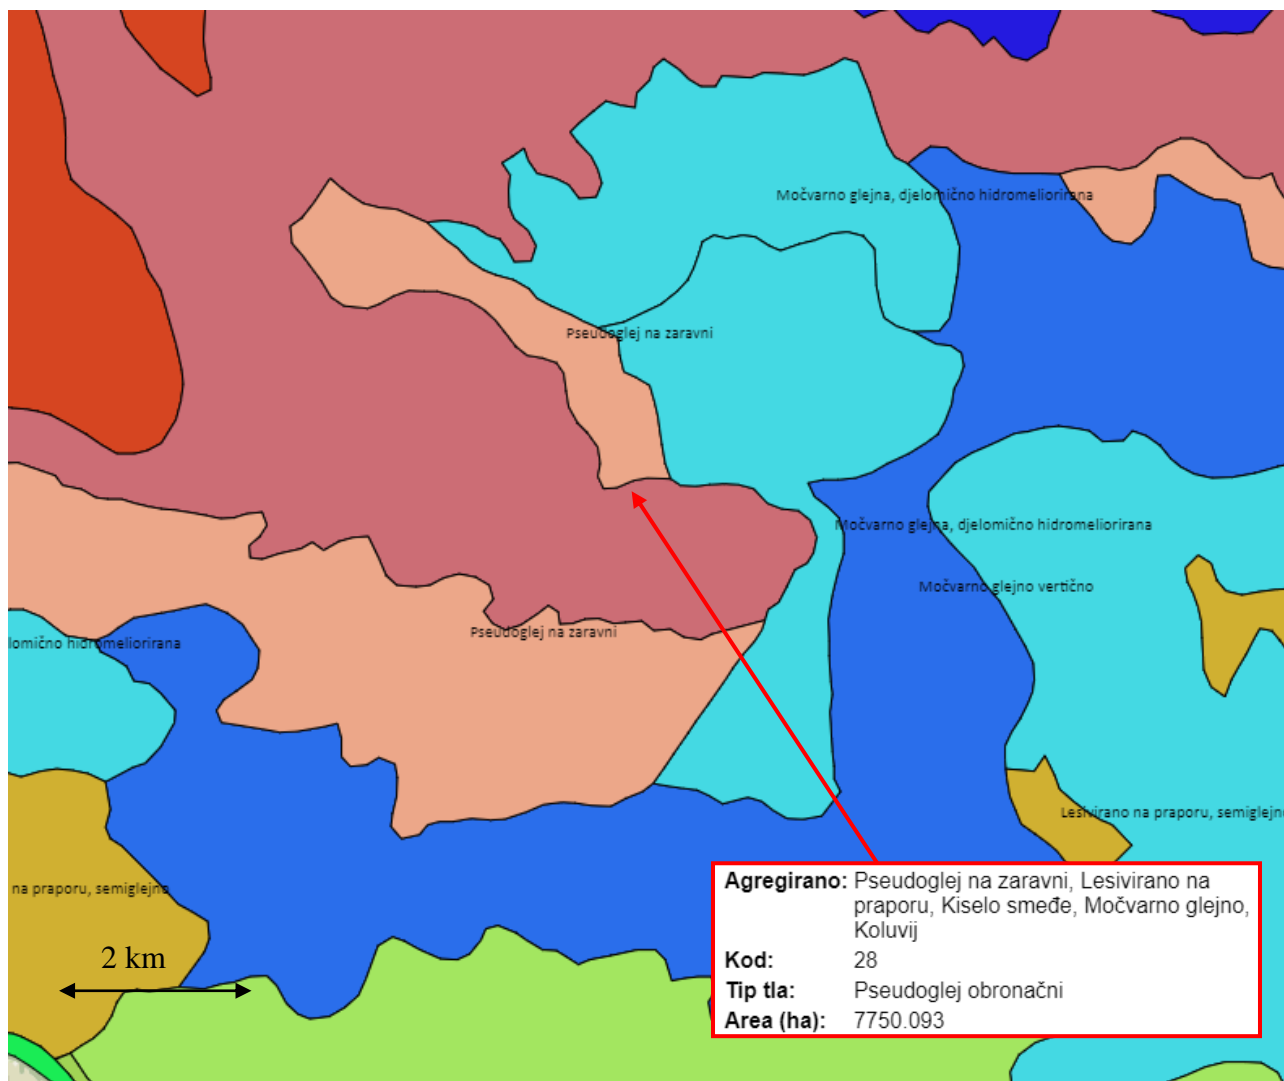 Močvarno glejna, djelomično hidromeliorirana
Pseudoglej na zaravni
Močvarno glejna, djelomično hidromeliorirana
Močvarno glejno vertično
Pseudoglej na zaravni
lomično hidromeliorirana
Lesivirano na praporu, semiglejno
na praporu, semiglejno
2 km
Agregirano: Pseudoglej na zaravni, Lesivirano na
praporu, Kiselo smeđe, Močvarno glejno,
Koluvij
Kod: 28
Tip tla: Pseudoglej obronačni
Area (ha): 7750.093